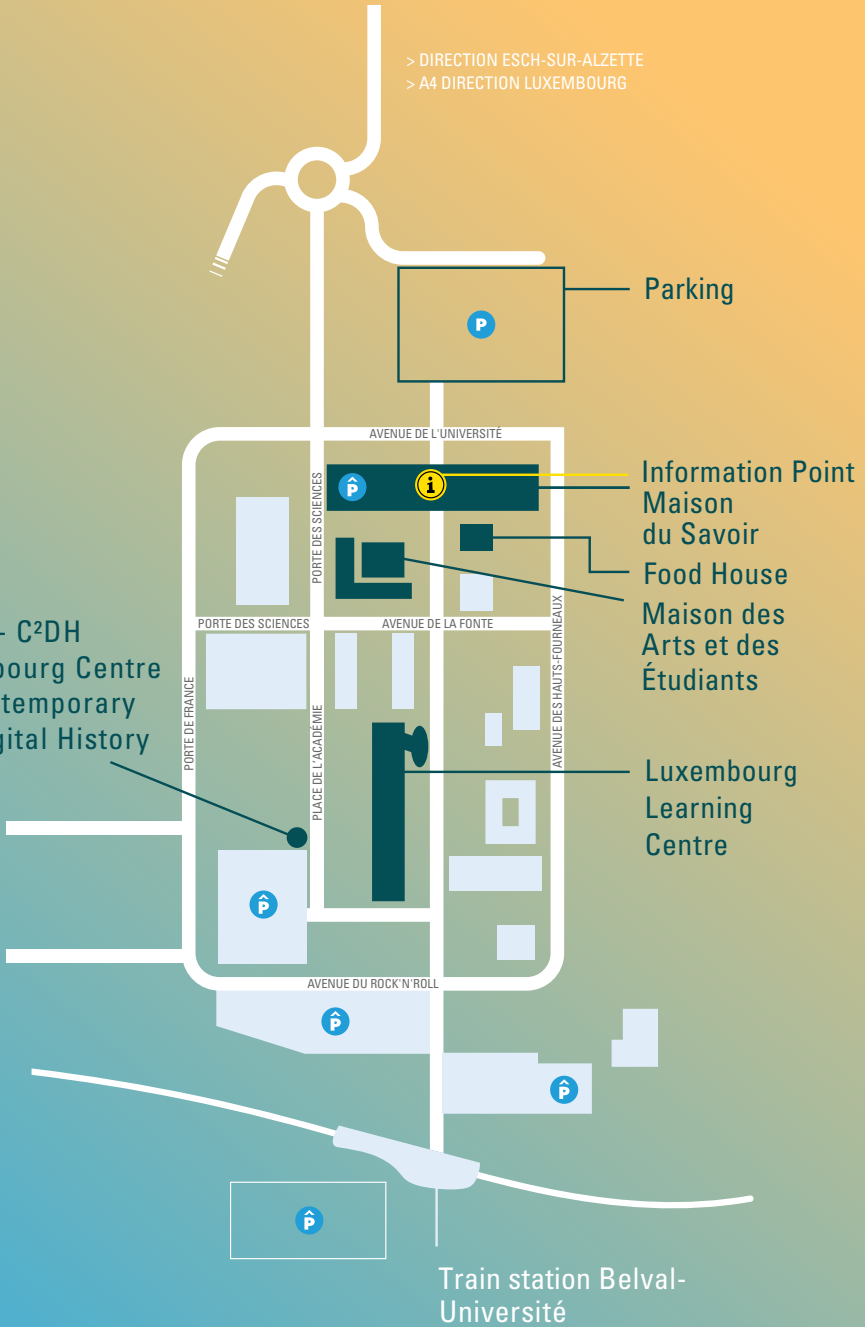 > DIRECTION ESCH-SUR-ALZETTE
> A4 DIRECTION LUXEMBOURG
Parking
P
AVENUE DE L'UNIVERSITÉ
Information Point
Maison
du Savoir
P
i
PORTE DES SCIENCES
Food House
Maison des
Arts et des
Étudiants
PORTE DES SCIENCES
AVENUE DE LA FONTE
AVENUE DES HAUTS-FOURNEAUX
- C²DH
bourg Centre
temporary
gital History
PORTE DE FRANCE
PLACE DE L'ACADÉMIE
Luxembourg
Learning
Centre
P
AVENUE DU ROCK'N'ROLL
P
P
P
Train station Belval-
Université